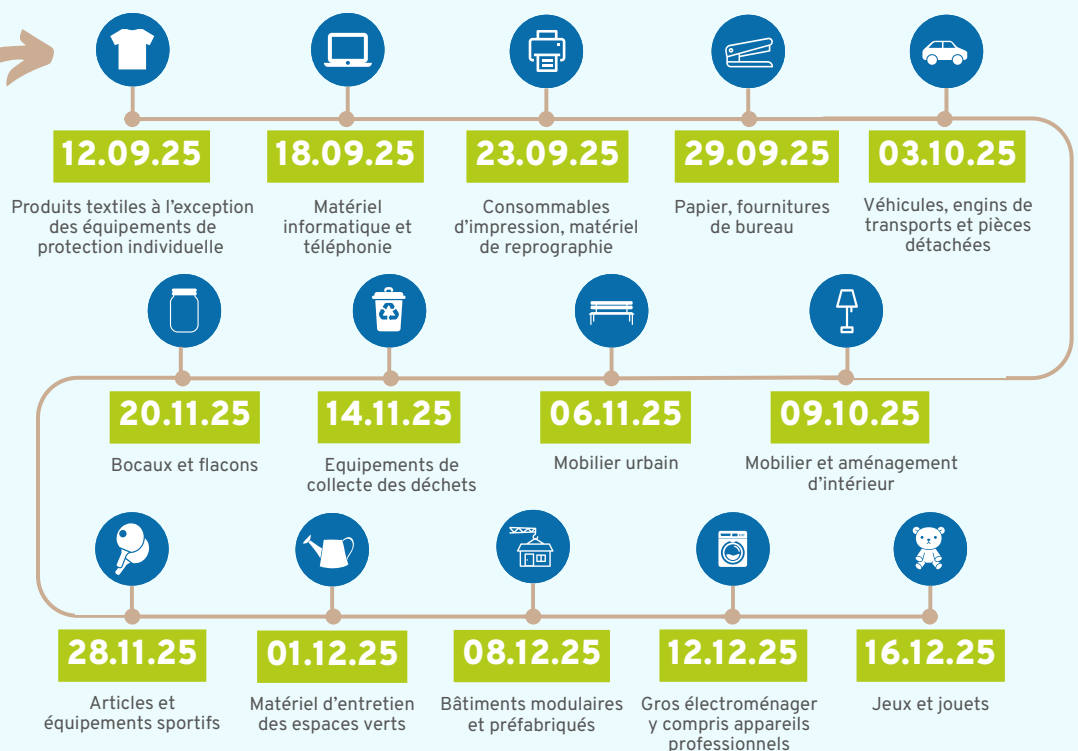 12.09.25
Produits textiles à l'exception
des équipements de
protection individuelle
18.09.25
Matériel
informatique et
téléphonie
23.09.25
Consommables
d'impression, matériel
de reprographie
29.09.25
Papier, fournitures
de bureau
03.10.25
Véhicules, engins de
transports et pièces
détachées
09.10.25
Mobilier et aménagement
d'intérieur
06.11.25
Mobilier urbain
14.11.25
Equipements de
collecte des déchets
20.11.25
Bocaux et flacons
28.11.25
Articles et
équipements sportifs
01.12.25
Matériel d'entretien
des espaces verts
08.12.25
Bâtiments modulaires
et préfabriqués
12.12.25
Gros électroménager
y compris appareils
professionnels
16.12.25
Jeux et jouets